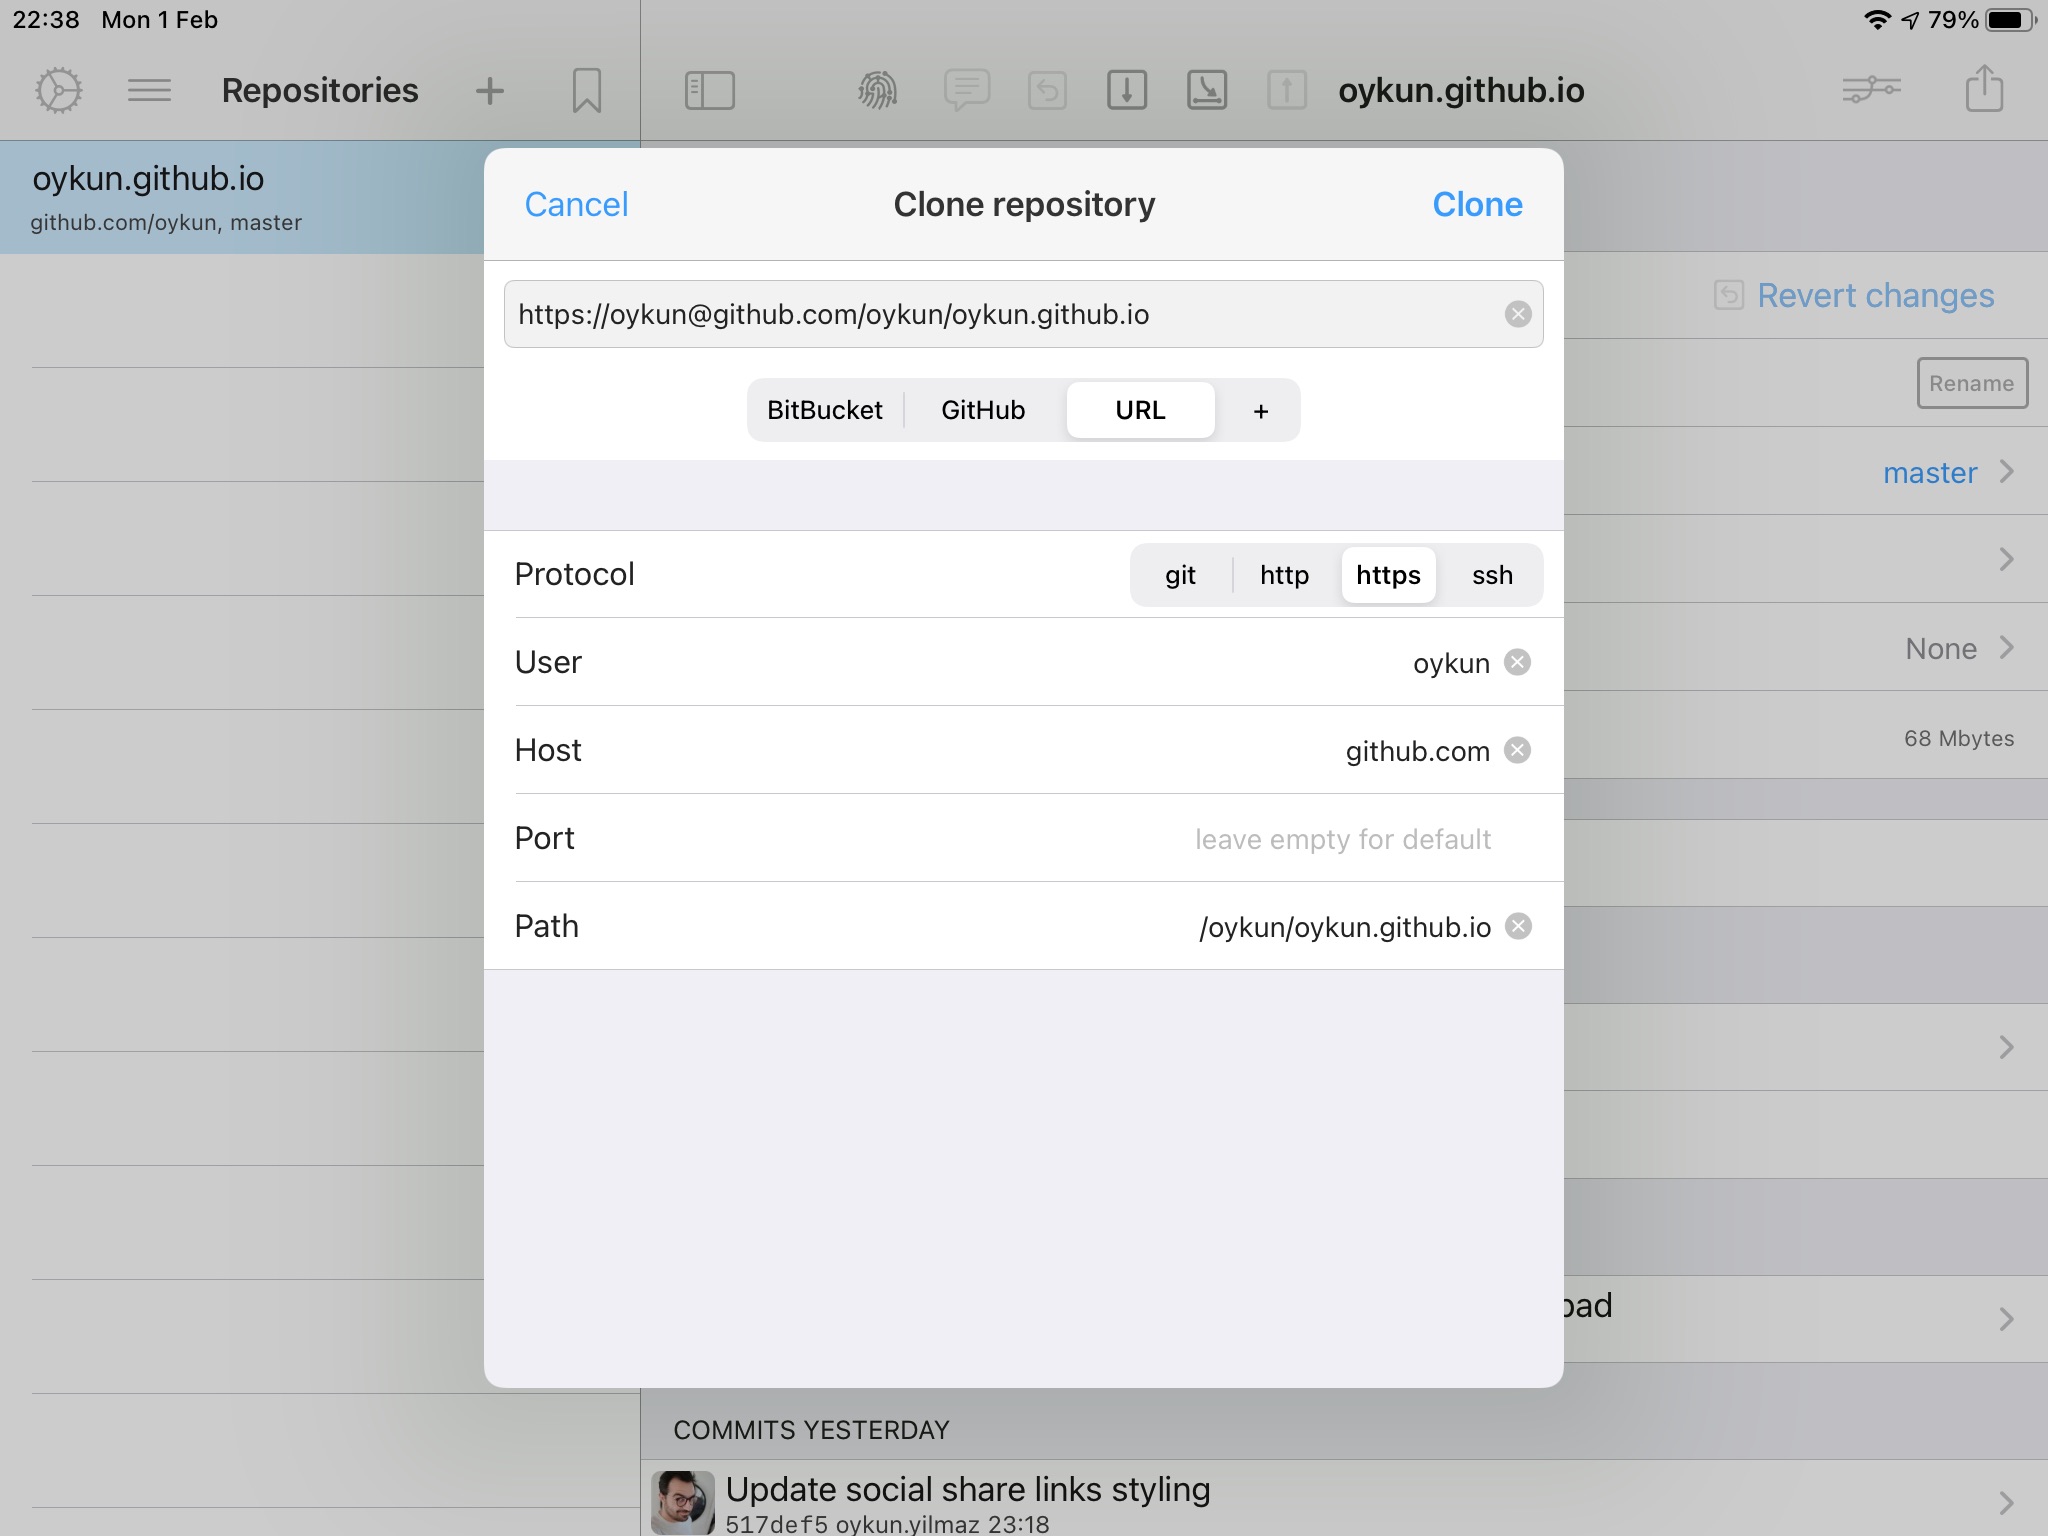 22:38 Mon 1 Feb
79%
Repositories +
oykun.github.io
oykun.github.io
github.com/oykun, master
Cancel
Clone repository
Clone
https://oykun@github.com/oykun/oykun.github.io
BitBucket GitHub URL +
Protocol git http https ssh
User oykun
Host github.com
Port leave empty for default
Path /oykun/oykun.github.io
Revert changes
Rename
master
None
68 Mbytes
COMMITS YESTERDAY
Update social share links styling
517def5 oykun.yilmaz 23:18